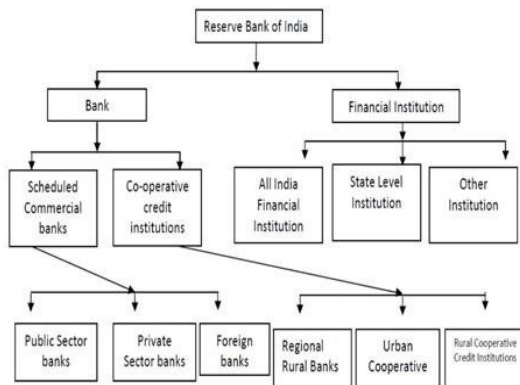 Reserve Bank of India
Bank
Financial Institution
Scheduled
Commercial
banks
Co-operative
credit
institutions
All India
Financial
Institution
State Level
Institution
Other
Institution
Public Sector
banks
Private
Sector banks
Foreign
banks
Regional
Rural Banks
Urban
Cooperative
Rural Cooperative
Credit Institutions